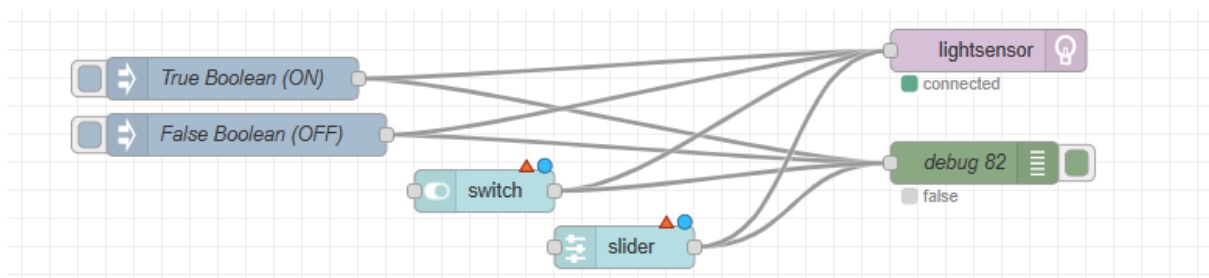 lightsensor
connected
True Boolean (ON)
False Boolean (OFF)
debug 82
false
switch
slider